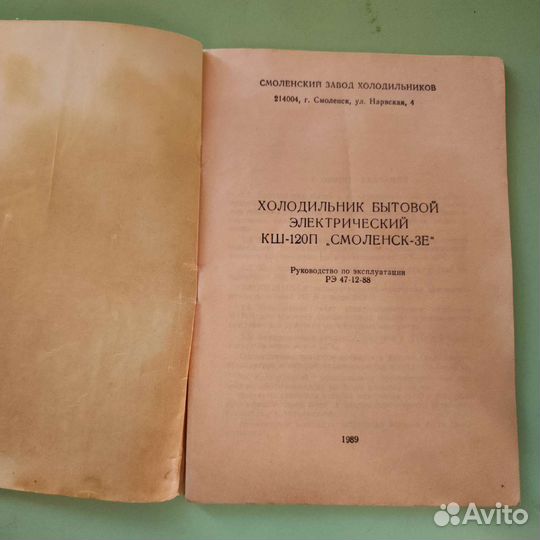 СМОЛЕНСКИЙ ЗАВОД ХОЛОДИЛЬНИКОВ
214004, г. Смоленск, ул. Нарвская, 4
ХОЛОДИЛЬНИК БЫТОВОЙ
ЭЛЕКТРИЧЕСКИЙ
КШ-120П „СМОЛЕНСК-3Е“
Руководство по эксплуатации
РЭ 47-12-88
1989
Avito